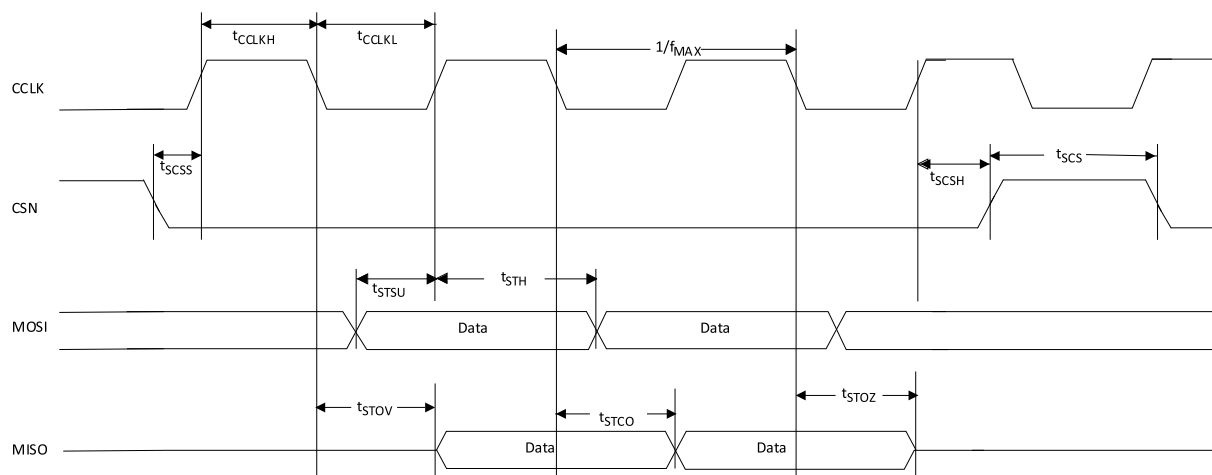 tCCLKH
tCCLKL
1/fMAX
CCLK
tSCSS
tSCSH
tSCS
CSN
tSTSU
tSTH
MOSI
Data
Data
tSTOV
tSTCO
tSTOZ
MISO
Data
Data